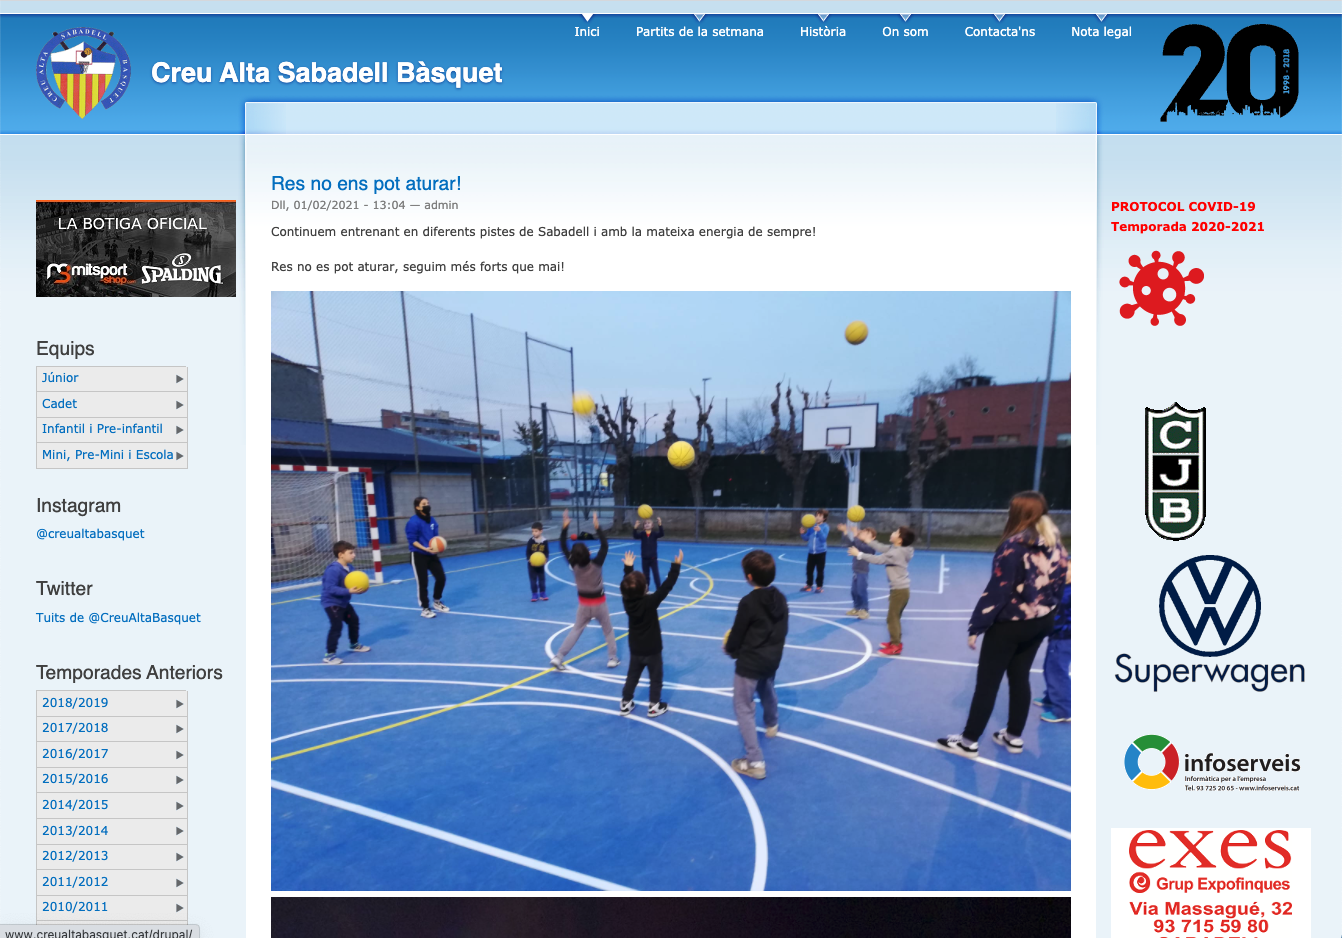 Inici
Partits de la setmana
Història
On som
Contacta'ns
Nota legal
CREU ALTA SABADELL BASQUET
Creu Alta Sabadell Bàsquet
20
1998 - 2018
LA BOTIGA OFICIAL
mitsport
-shop.com
SPALDING
Equips
Júnior
Cadet
Infantil i Pre-infantil
Mini, Pre-Mini i Escola
Instagram
@creualtabasquet
Twitter
Tuits de @CreuAltaBasquet
Temporades Anteriors
2018/2019
2017/2018
2016/2017
2015/2016
2014/2015
2013/2014
2012/2013
2011/2012
2010/2011
www.creualtabasquet.cat/drupal/
Res no ens pot aturar!
Dll, 01/02/2021 - 13:04 — admin
Continuem entrenant en diferents pistes de Sabadell i amb la mateixa energia de sempre!
Res no es pot aturar, seguim més forts que mai!
PROTOCOL COVID-19
Temporada 2020-2021
C
J
B
Superwagen
infoserveis
Informàtica per a l'empresa
Tel. 93 725 20 65 - www.infoserveis.cat
exes
Grup Expofinques
Via Massagué, 32
93 715 59 80